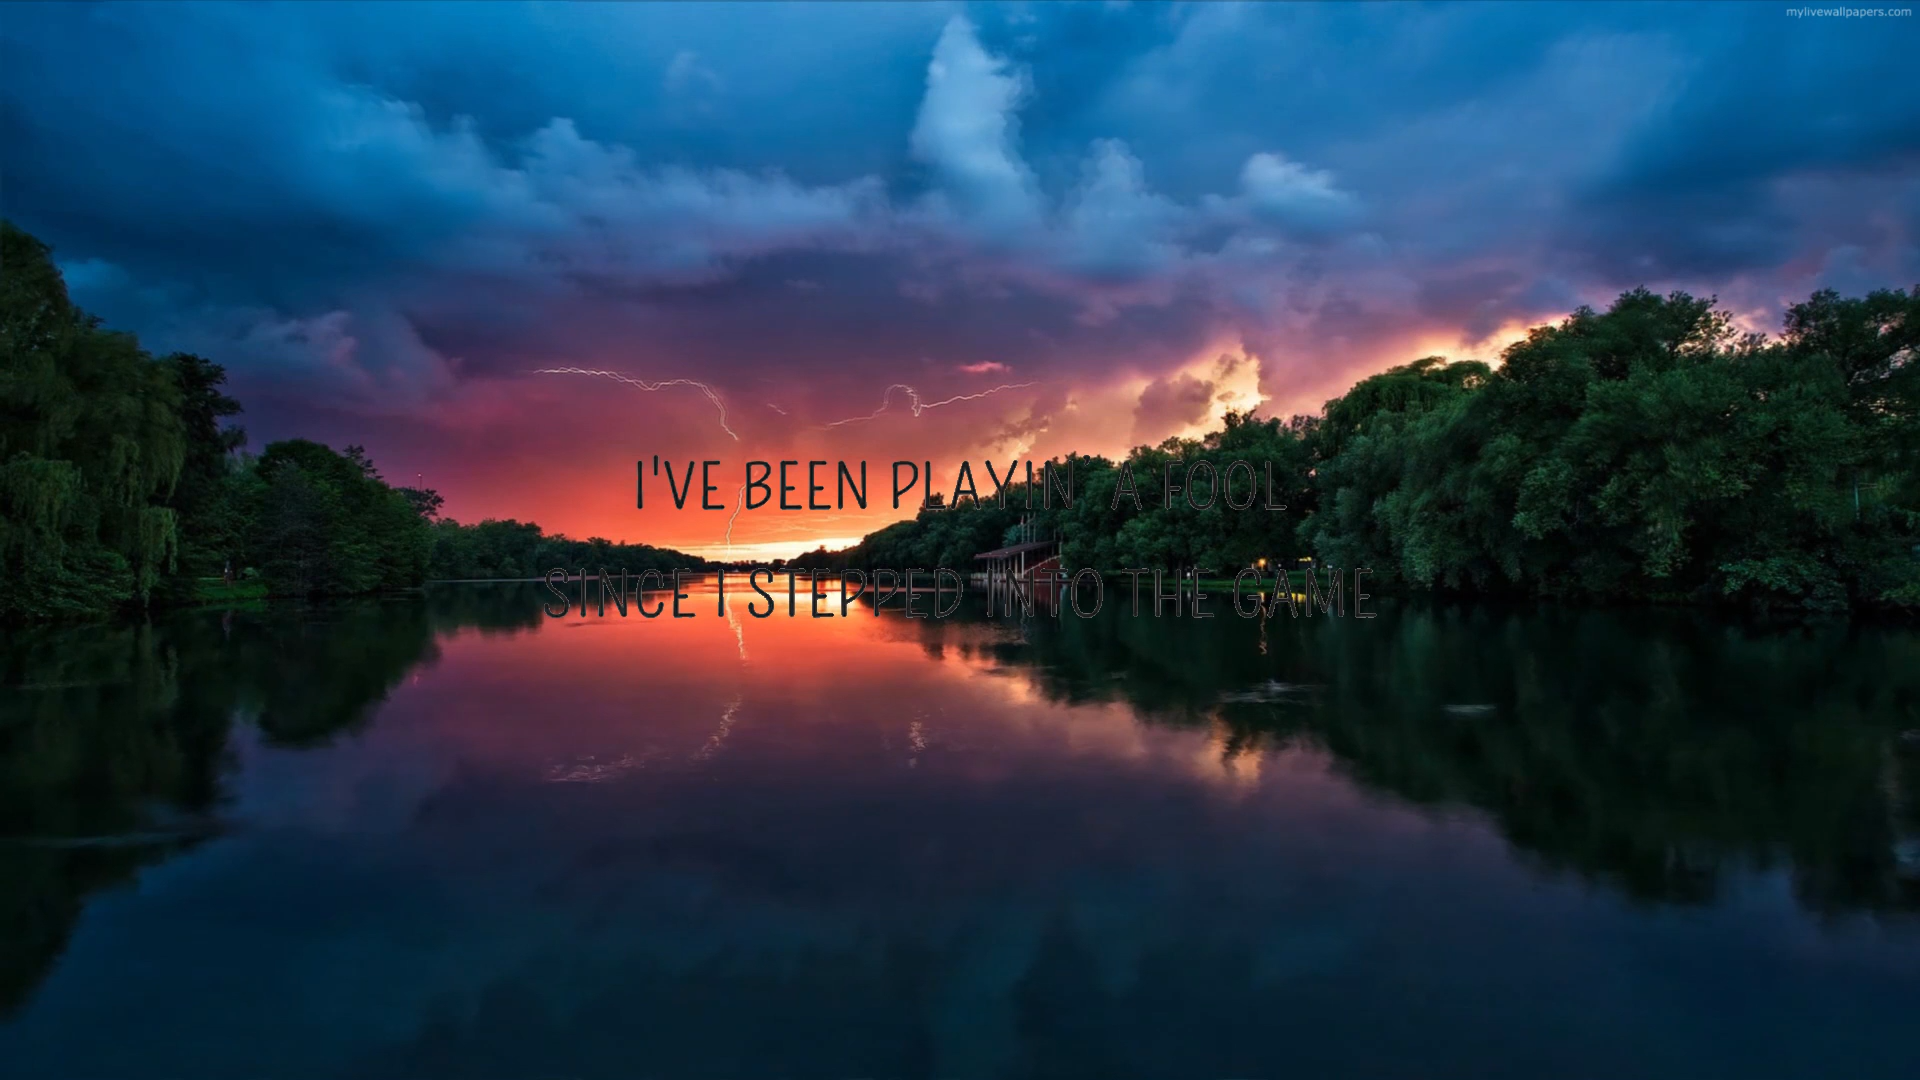 mylivewallpapers.com
I'VE BEEN PLAYIN' A FOOL
SINCE I STEPPED INTO THE GAME